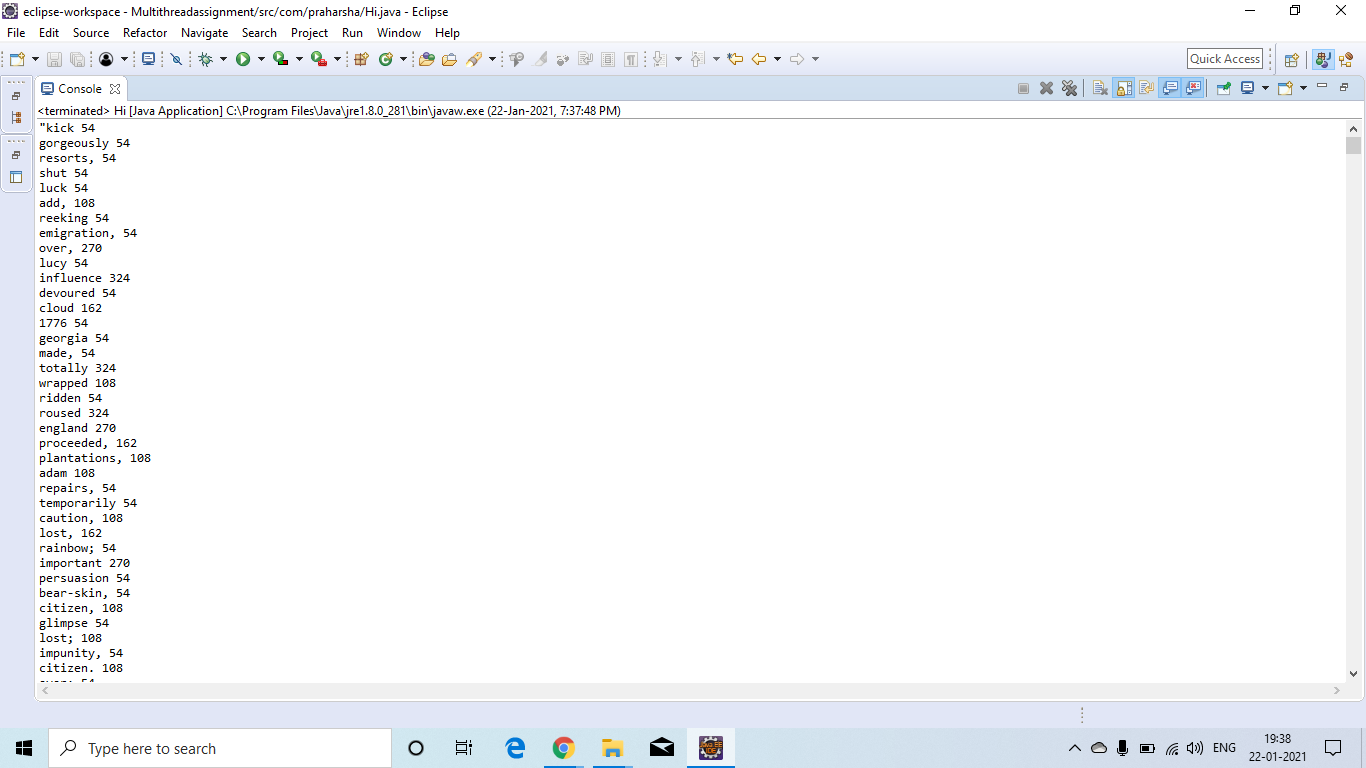 eclipse-workspace - Multithreadassignment/src/com/praharsha/Hi.java - Eclipse
File Edit Source Refactor Navigate Search Project Run Window Help
Quick Access
Console
<terminated> Hi [Java Application] C:\Program Files\Java\jre1.8.0_281\bin\javaw.exe (22-Jan-2021, 7:37:48 PM)
"kick 54
gorgeously 54
resorts, 54
shut 54
luck 54
add, 108
reeking 54
emigration, 54
over, 270
lucy 54
influence 324
devoured 54
cloud 162
1776 54
georgia 54
made, 54
totally 324
wrapped 108
ridden 54
roused 324
england 270
proceeded, 162
plantations, 108
adam 108
repairs, 54
temporarily 54
caution, 108
lost, 162
rainbow; 54
important 270
persuasion 54
bear-skin, 54
citizen, 108
glimpse 54
lost; 108
impunity, 54
citizen. 108
Type here to search
ENG
19:38
22-01-2021